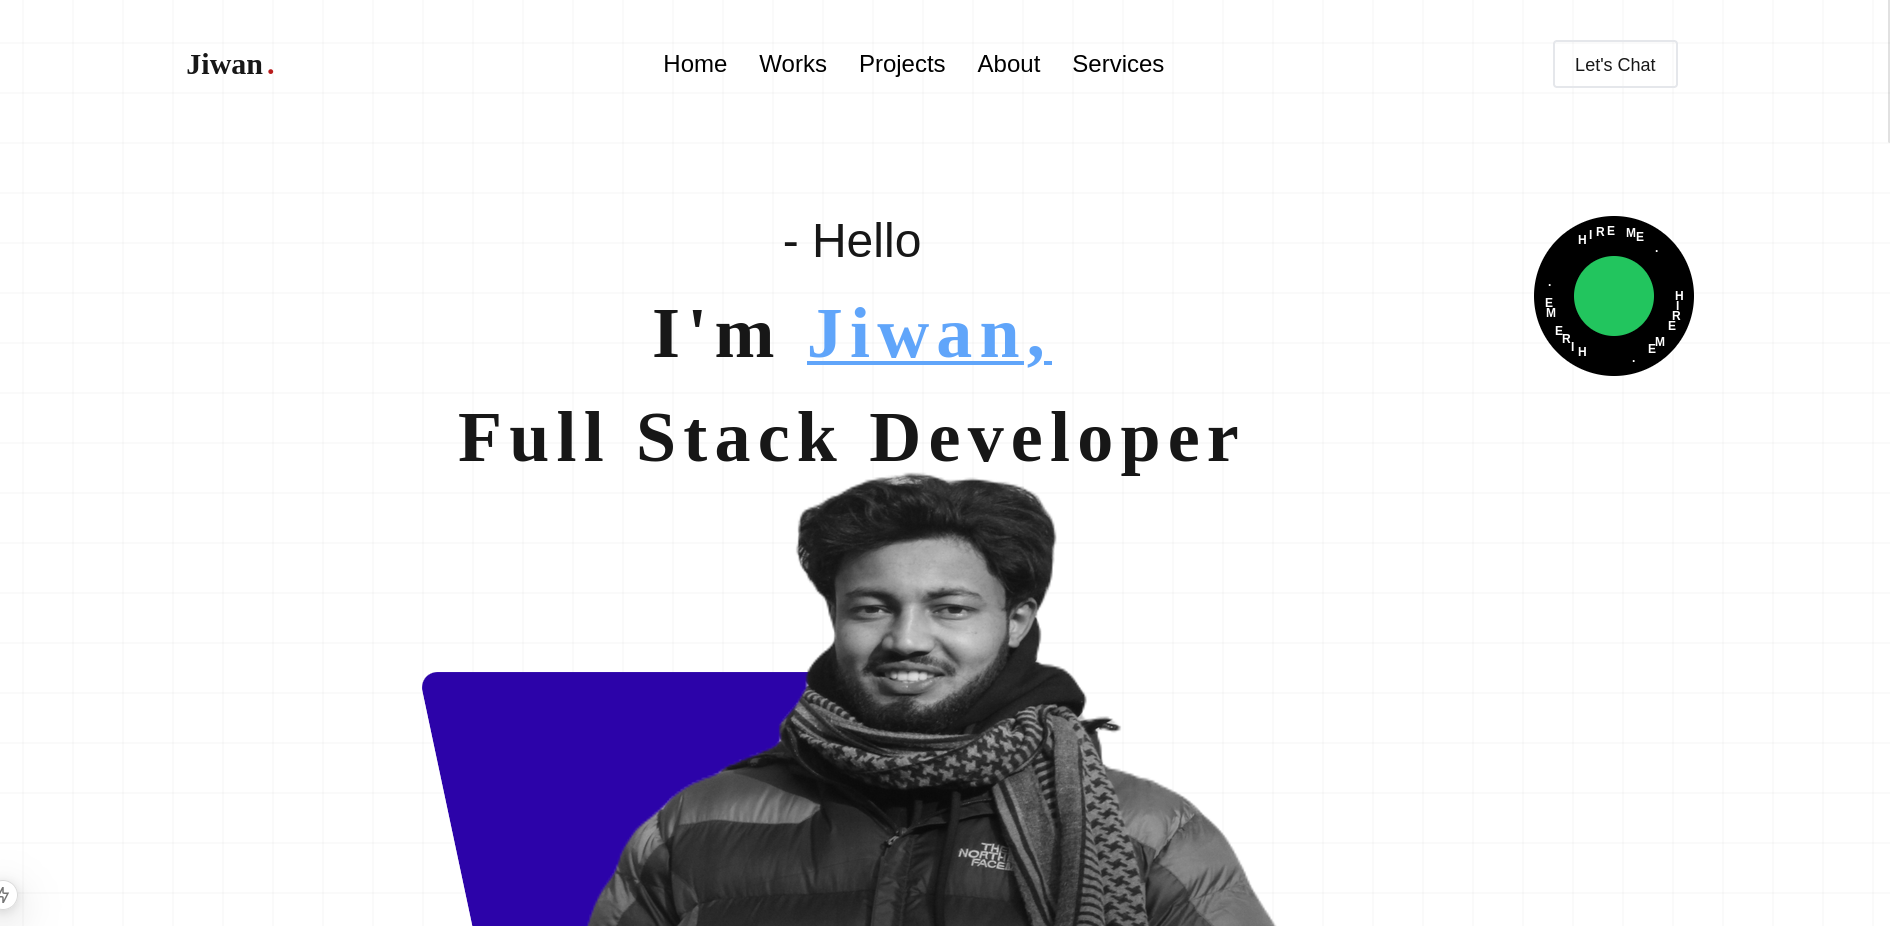 Jiwan.
Home Works Projects About Services
Let's Chat
- Hello
I'm Jiwan,
Full Stack Developer
HIRE ME . HIRE ME . HIRE ME .
THE
NORTH
FACE